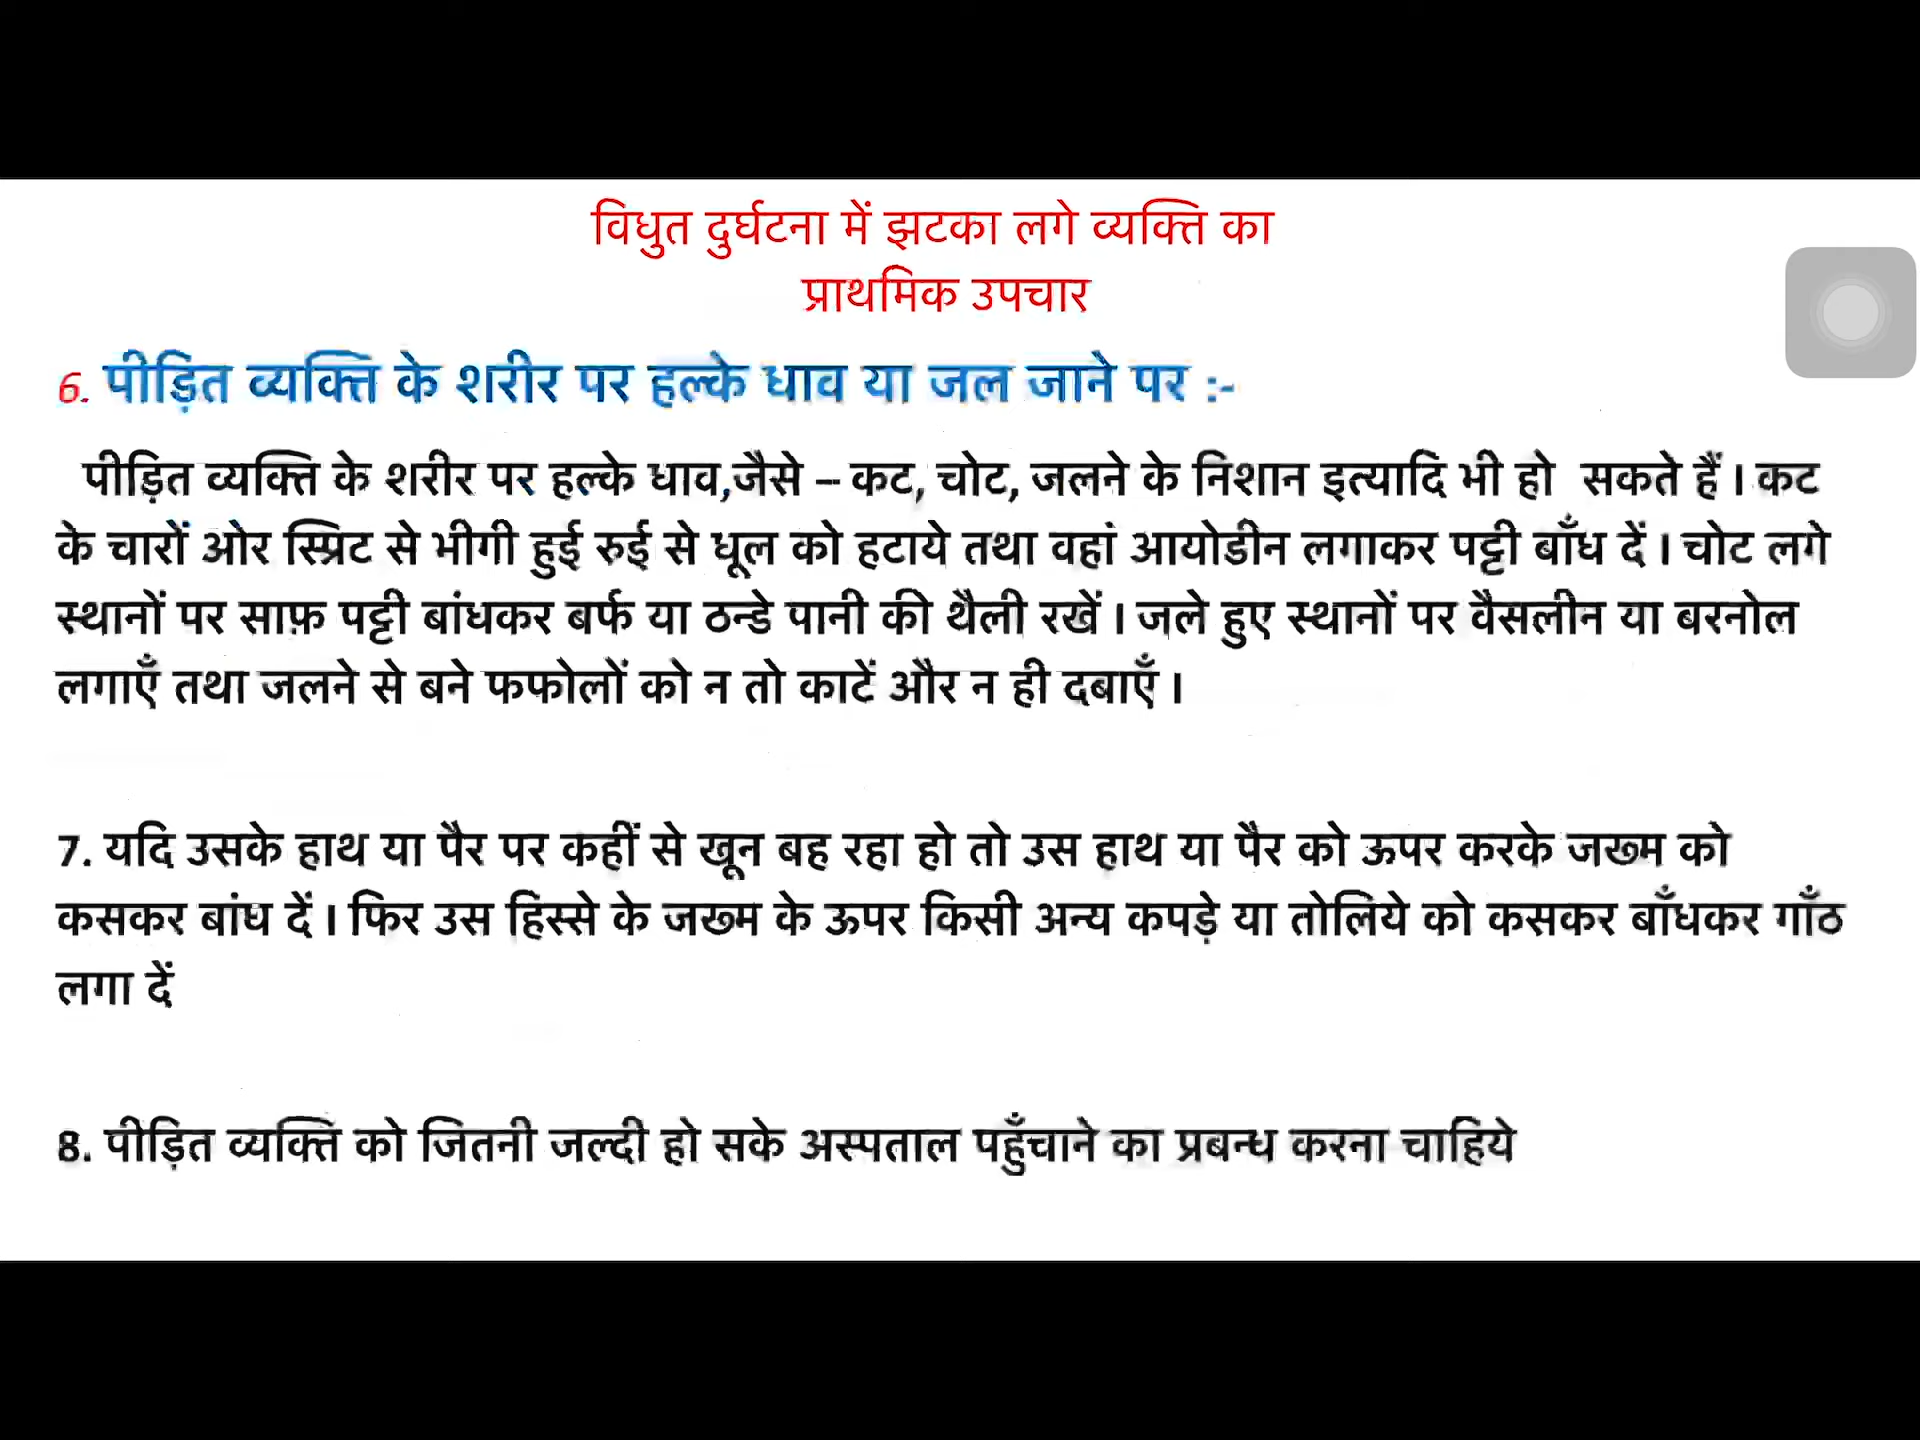 विधुत दुर्घटना में झटका लगे व्यक्ति का
प्राथमिक उपचार
6. पीड़ित व्यक्ति के शरीर पर हल्के धाव या जल जाने पर :-
पीड़ित व्यक्ति के शरीर पर हल्के धाव,जैसे – कट, चोट, जलने के निशान इत्यादि भी हो सकते हैं । कट
के चारों ओर स्प्रिट से भीगी हुई रुई से धूल को हटाये तथा वहां आयोडीन लगाकर पट्टी बाँध दें । चोट लगे
स्थानों पर साफ़ पट्टी बांधकर बर्फ या ठन्डे पानी की थैली रखें । जले हुए स्थानों पर वैसलीन या बरनोल
लगाएँ तथा जलने से बने फफोलों को न तो काटें और न ही दबाएँ ।
7. यदि उसके हाथ या पैर पर कहीं से खून बह रहा हो तो उस हाथ या पैर को ऊपर करके जख्म को
कसकर बांध दें । फिर उस हिस्से के जख्म के ऊपर किसी अन्य कपड़े या तोलिये को कसकर बाँधकर गाँठ
लगा दें
8. पीड़ित व्यक्ति को जितनी जल्दी हो सके अस्पताल पहुँचाने का प्रबन्ध करना चाहिये